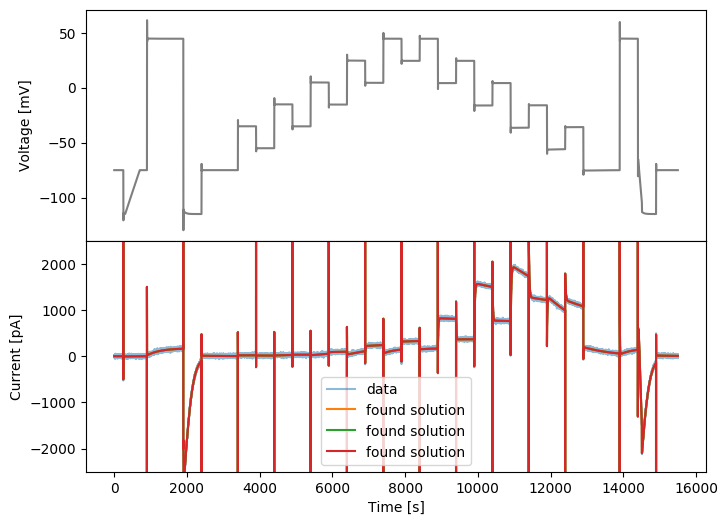 Voltage [mV]
50
0
−50
−100
Current [pA]
2000
1000
0
−1000
−2000
data
found solution
found solution
found solution
0 2000 4000 6000 8000 10000 12000 14000 16000
Time [s]